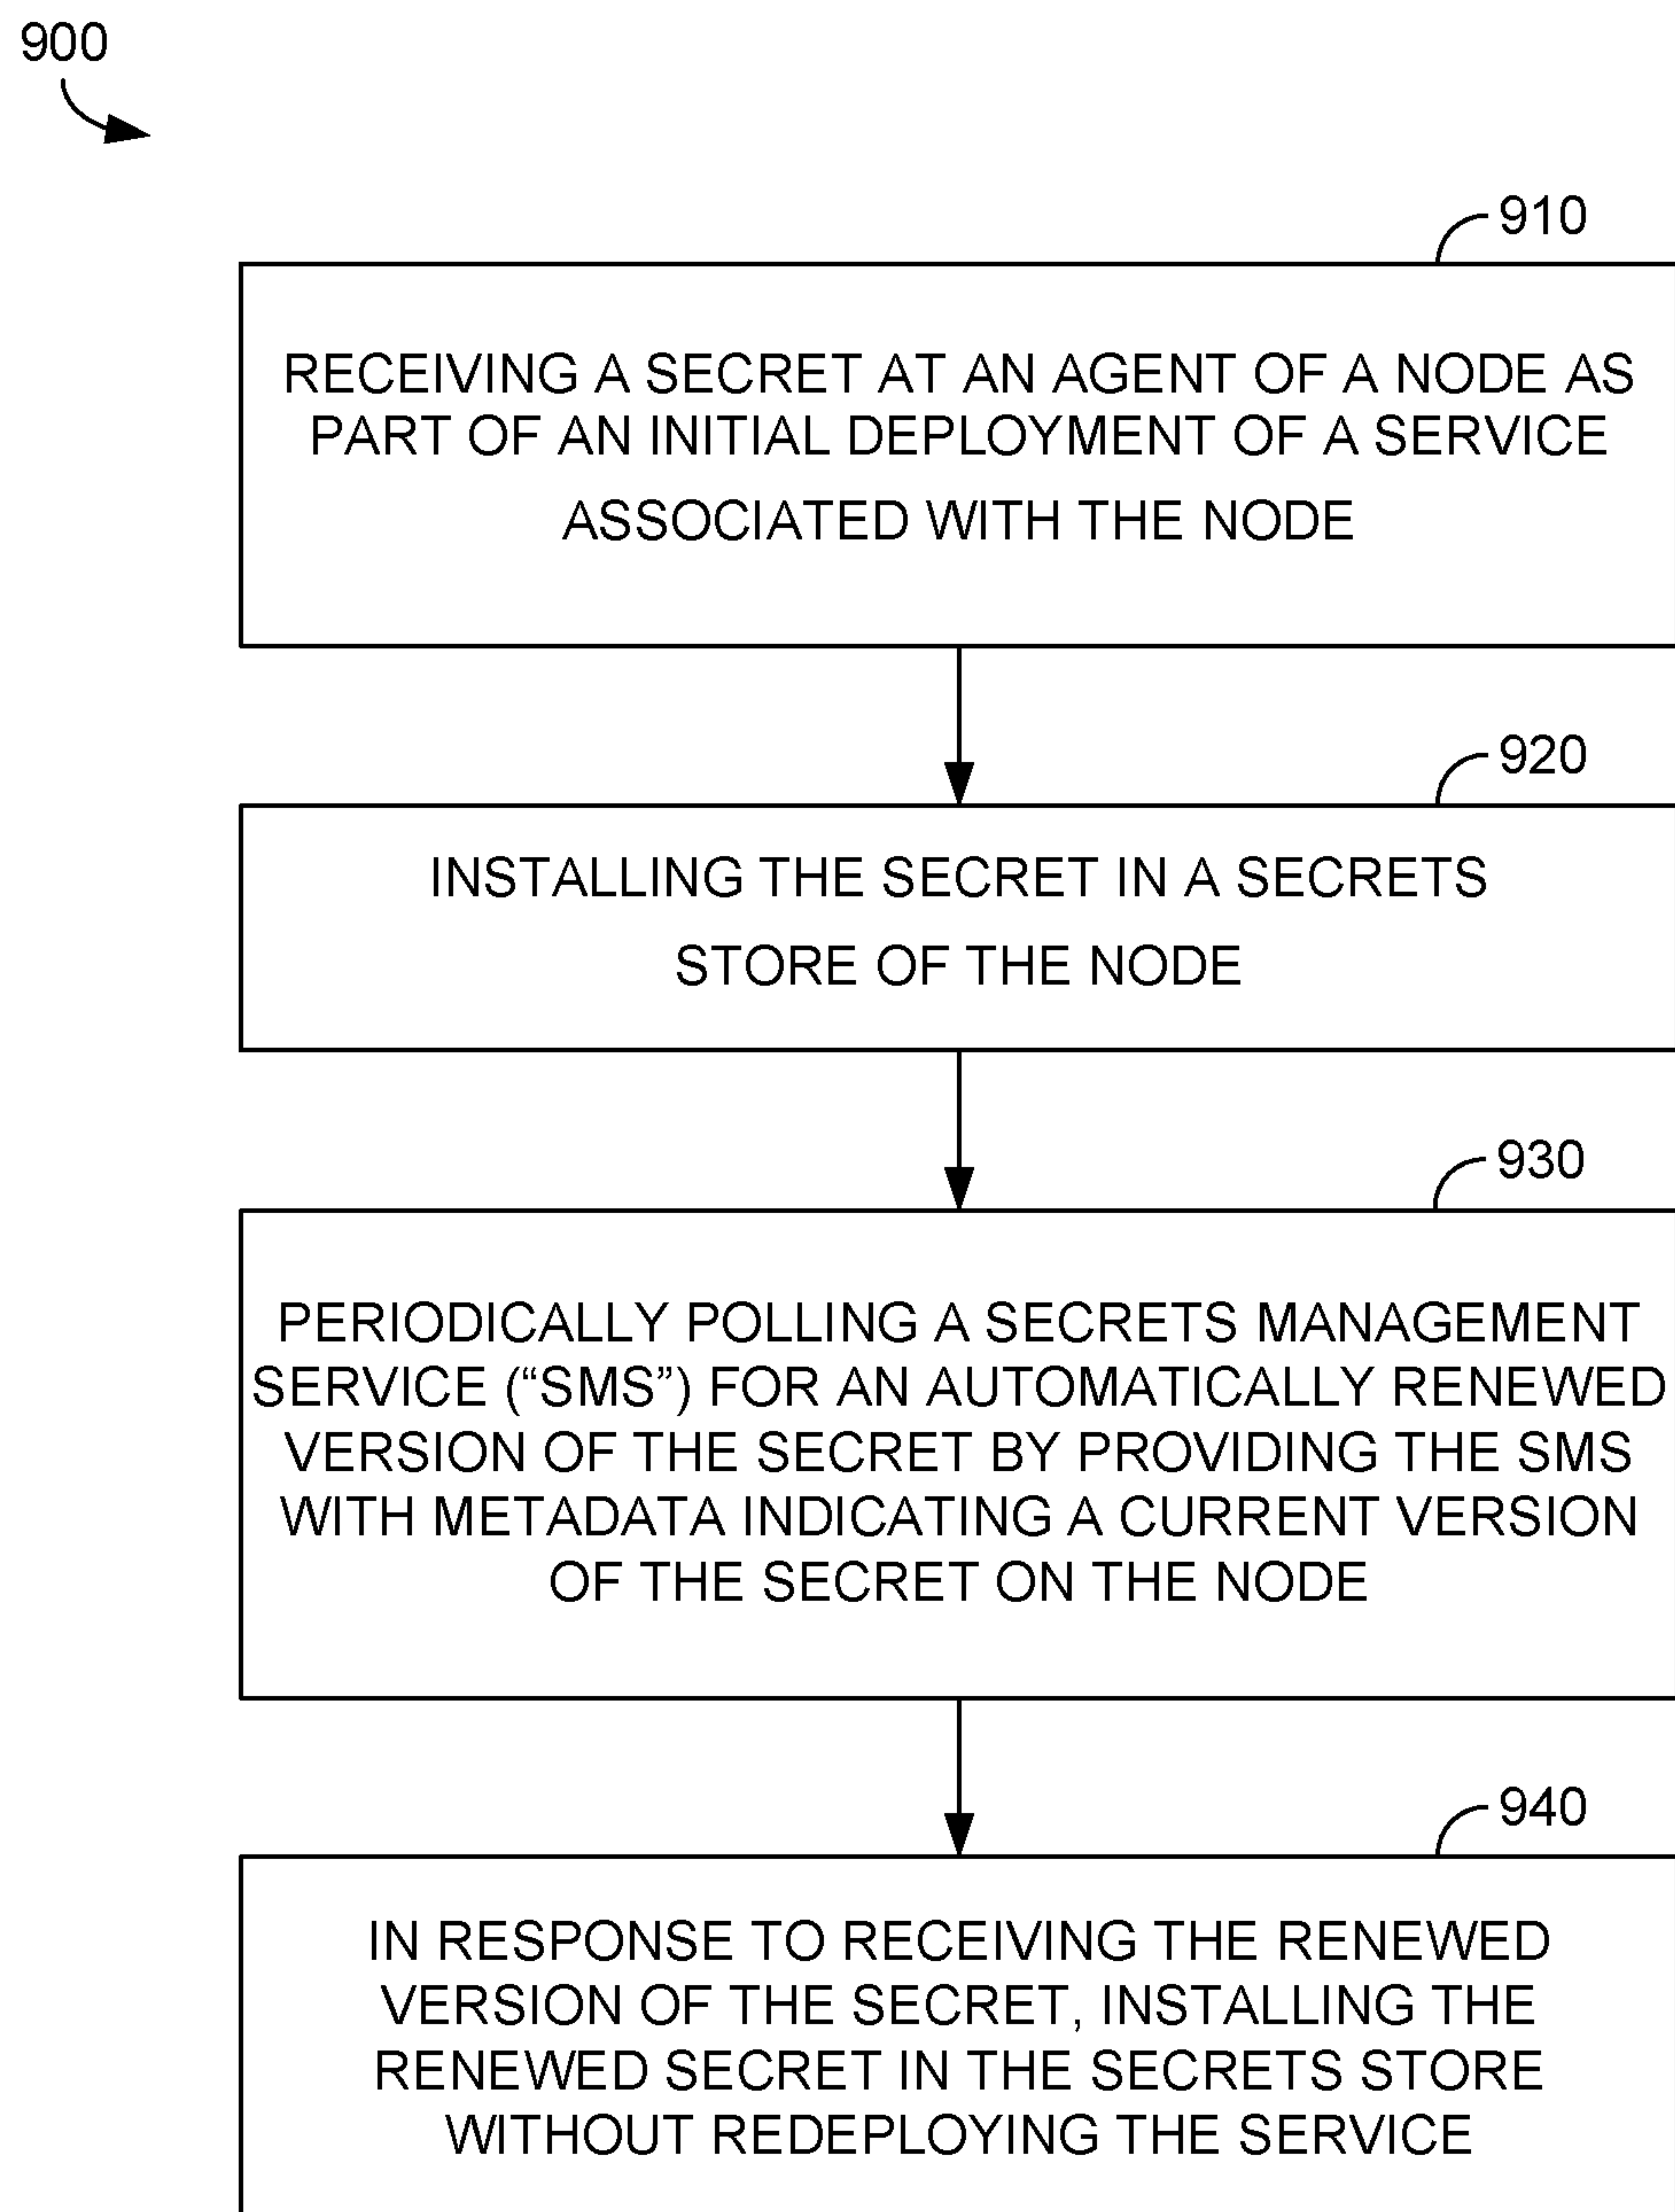 900
910
RECEIVING A SECRET AT AN AGENT OF A NODE AS
PART OF AN INITIAL DEPLOYMENT OF A SERVICE
ASSOCIATED WITH THE NODE
920
INSTALLING THE SECRET IN A SECRETS
STORE OF THE NODE
930
PERIODICALLY POLLING A SECRETS MANAGEMENT
SERVICE (“SMS”) FOR AN AUTOMATICALLY RENEWED
VERSION OF THE SECRET BY PROVIDING THE SMS
WITH METADATA INDICATING A CURRENT VERSION
OF THE SECRET ON THE NODE
940
IN RESPONSE TO RECEIVING THE RENEWED
VERSION OF THE SECRET, INSTALLING THE
RENEWED SECRET IN THE SECRETS STORE
WITHOUT REDEPLOYING THE SERVICE